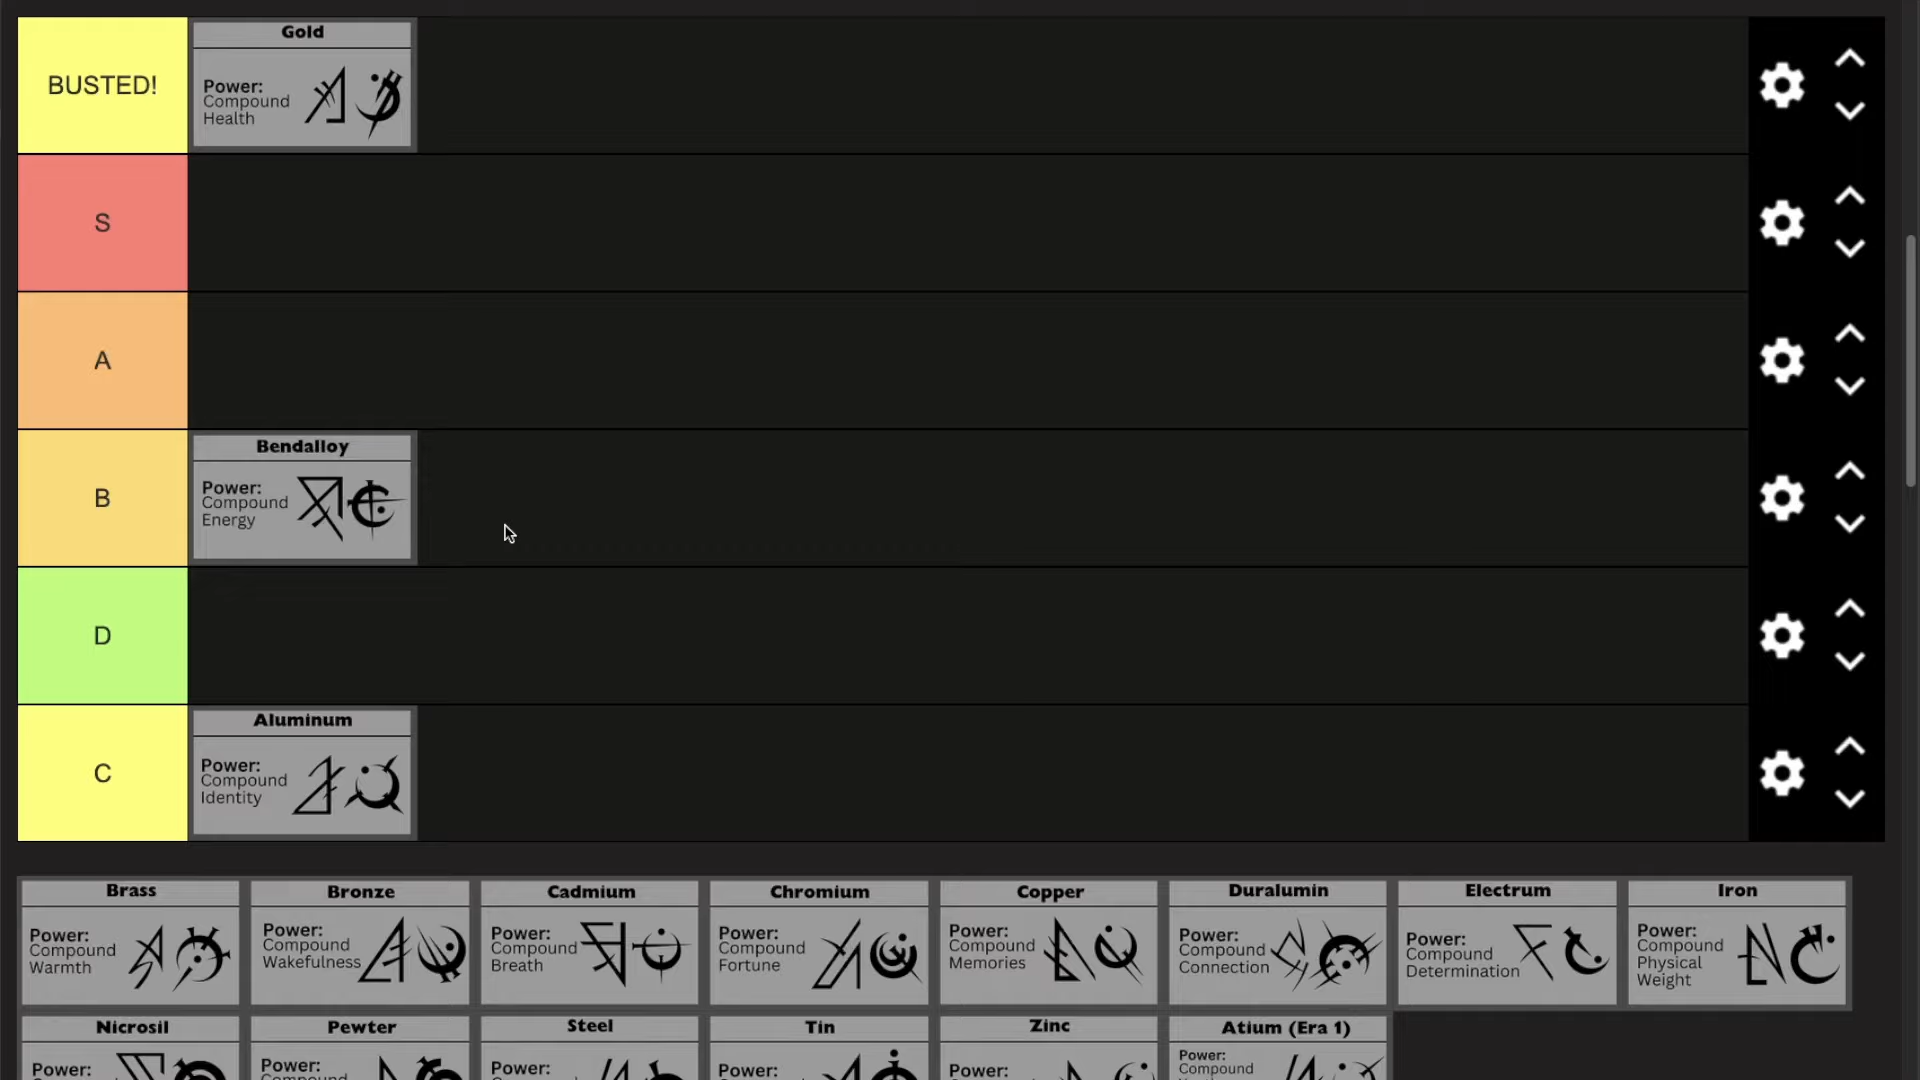 BUSTED!
Gold
Power:
Compound
Health
S
A
B
Bendalloy
Power:
Compound
Energy
D
C
Aluminum
Power:
Compound
Identity
Brass
Power:
Compound
Warmth
Bronze
Power:
Compound
Wakefulness
Cadmium
Power:
Compound
Breath
Chromium
Power:
Compound
Fortune
Copper
Power:
Compound
Memories
Duralumin
Power:
Compound
Connection
Electrum
Power:
Compound
Determination
Iron
Power:
Compound
Physical
Weight
Nicrosil
Power:
Pewter
Power:
Steel
Power:
Tin
Power:
Zinc
Power:
Atium (Era 1)
Power:
Compound